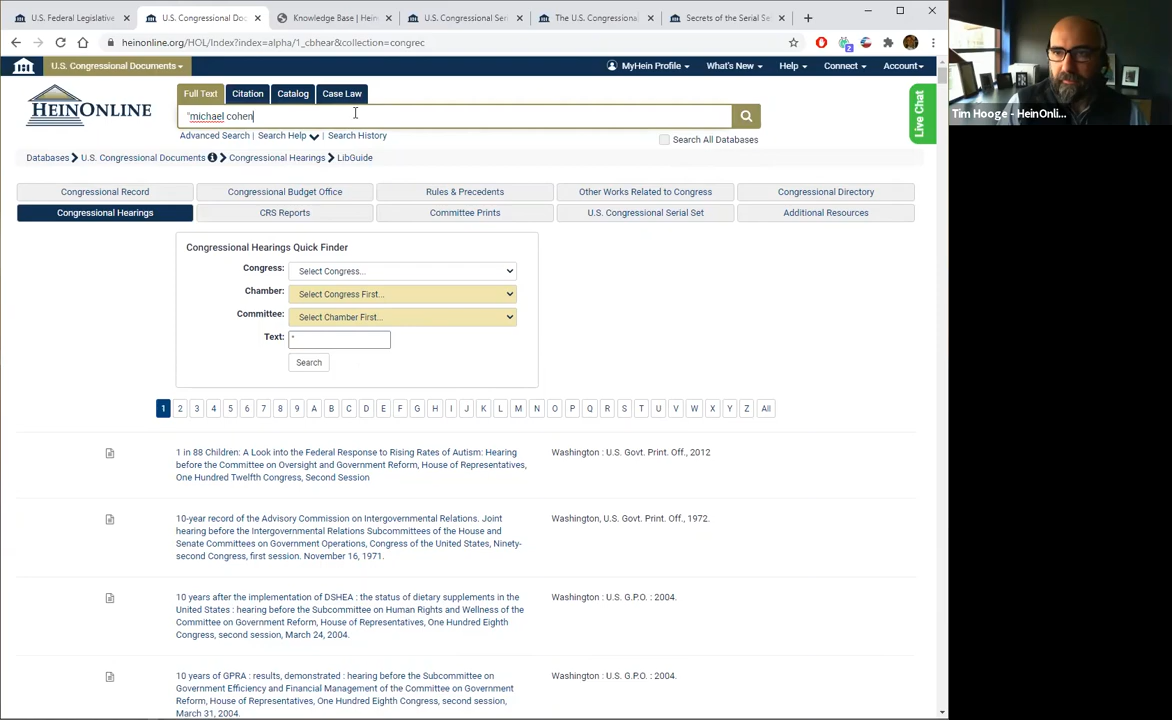 U.S. Federal Legislative
U.S. Congressional Doc
Knowledge Base | Hein
U.S. Congressional Ser
The U.S. Congressional
Secrets of the Serial Se
heinonline.org/HOL/Index?index=alpha/1_cbhear&collection=congrec
2
U.S. Congressional Documents
MyHein Profile
What's New
Help
Connect
Account
HEINONLINE
Full Text
Citation
Catalog
Case Law
"michael cohen
Advanced Search | Search Help | Search History
Search All Databases
Live Chat
Tim Hooge - HeinOnli...
Databases > U.S. Congressional Documents > Congressional Hearings > LibGuide
Congressional Record
Congressional Budget Office
Rules & Precedents
Other Works Related to Congress
Congressional Directory
Congressional Hearings
CRS Reports
Committee Prints
U.S. Congressional Serial Set
Additional Resources
Congressional Hearings Quick Finder
Congress: Select Congress...
Chamber: Select Congress First...
Committee: Select Chamber First...
Text: "
Search
1 2 3 4 5 6 7 8 9 A B C D E F G H I J K L M N O P Q R S T U V W X Y Z All
1 in 88 Children: A Look into the Federal Response to Rising Rates of Autism: Hearing
before the Committee on Oversight and Government Reform, House of Representatives,
One Hundred Twelfth Congress, Second Session
Washington : U.S. Govt. Print. Off., 2012
10-year record of the Advisory Commission on Intergovernmental Relations. Joint
hearing before the Intergovernmental Relations Subcommittees of the House and
Senate Committees on Government Operations, Congress of the United States, Ninety-
second Congress, first session. November 16, 1971.
Washington, U.S. Govt. Print. Off., 1972.
10 years after the implementation of DSHEA : the status of dietary supplements in the
United States : hearing before the Subcommittee on Human Rights and Wellness of the
Committee on Government Reform, House of Representatives, One Hundred Eighth
Congress, second session, March 24, 2004.
Washington : U.S. G.P.O. : 2004.
10 years of GPRA : results, demonstrated : hearing before the Subcommittee on
Government Efficiency and Financial Management of the Committee on Government
Reform, House of Representatives, One Hundred Eighth Congress, second session,
March 31, 2004.
Washington : U.S. G.P.O. : 2004.